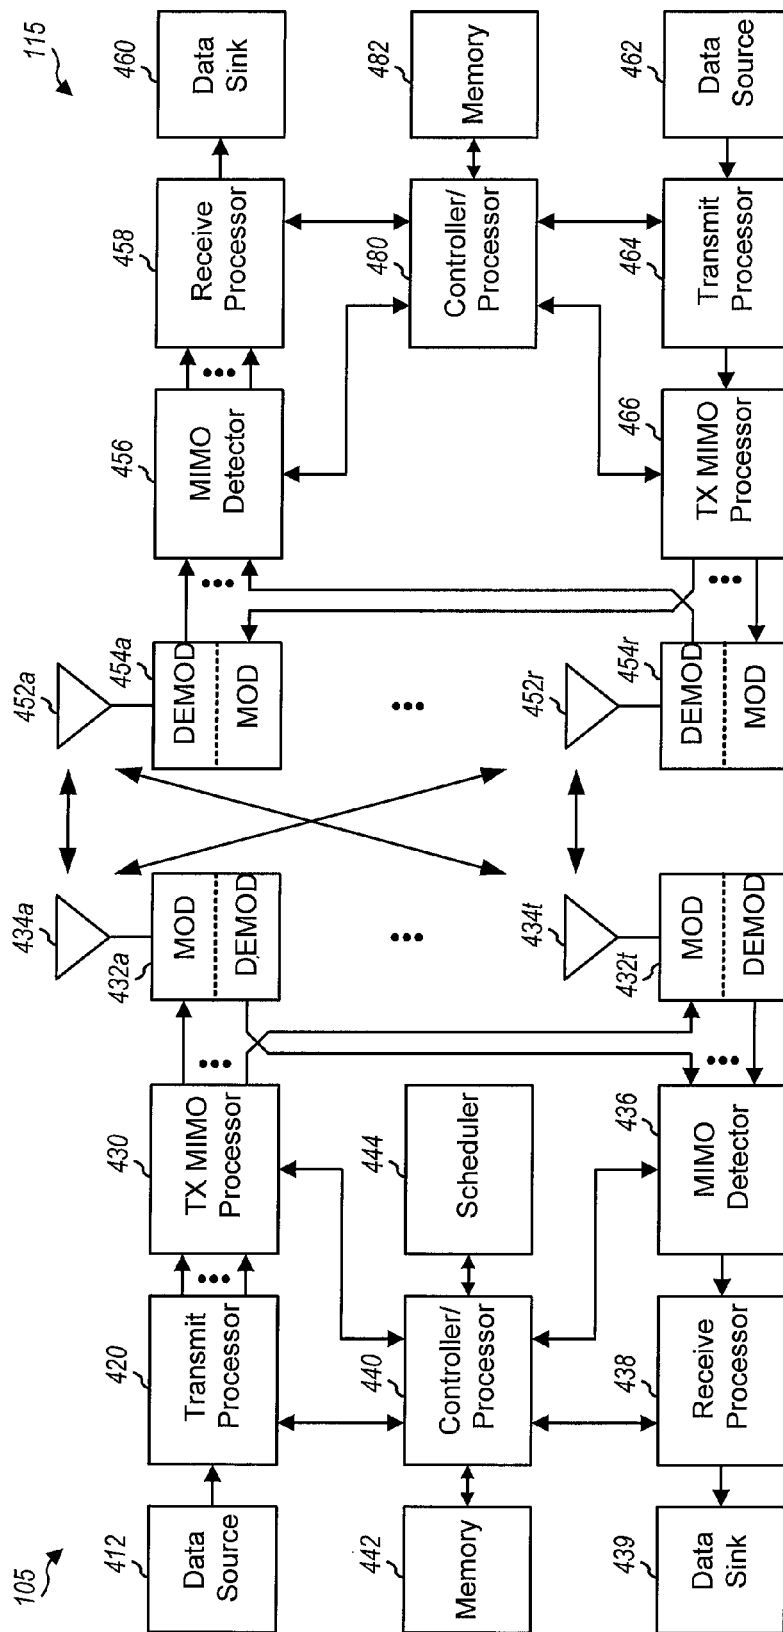 105
412
Data
Source
420
Transmit
Processor
430
TX MIMO
Processor
432a
MOD
DEMOD
434a
452a
454a
DEMOD
MOD
456
MIMO
Detector
458
Receive
Processor
460
Data
Sink
115
442
Memory
440
Controller/
Processor
444
Scheduler
480
Controller/
Processor
482
Memory
439
Data
Sink
438
Receive
Processor
436
MIMO
Detector
432t
MOD
DEMOD
434t
452r
454r
DEMOD
MOD
466
TX MIMO
Processor
464
Transmit
Processor
462
Data
Source